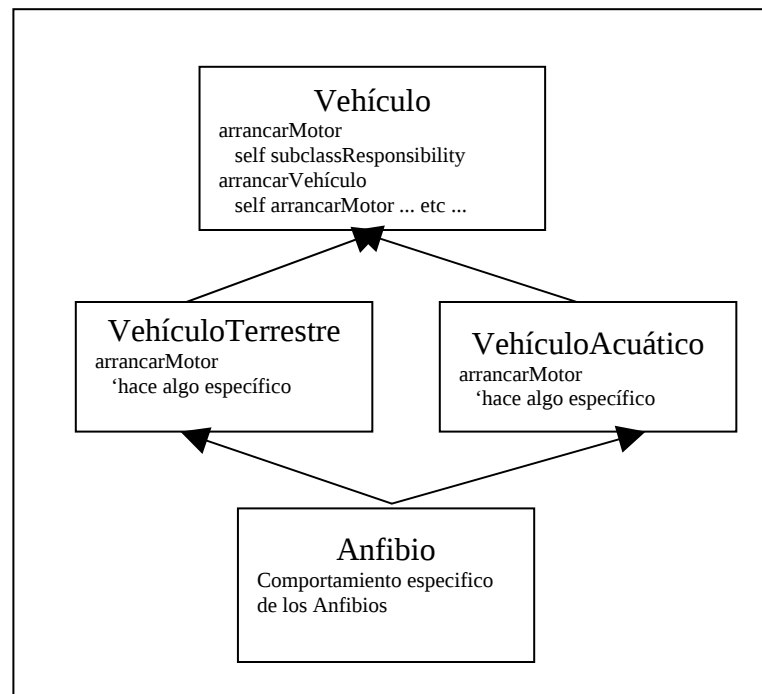 Vehículo
arrancarMotor
self subclassResponsibility
arrancarVehículo
self arrancarMotor ... etc ...
VehículoTerrestre
arrancarMotor
‘hace algo específico
VehículoAcuático
arrancarMotor
‘hace algo específico
Anfibio
Comportamiento especifico
de los Anfibios